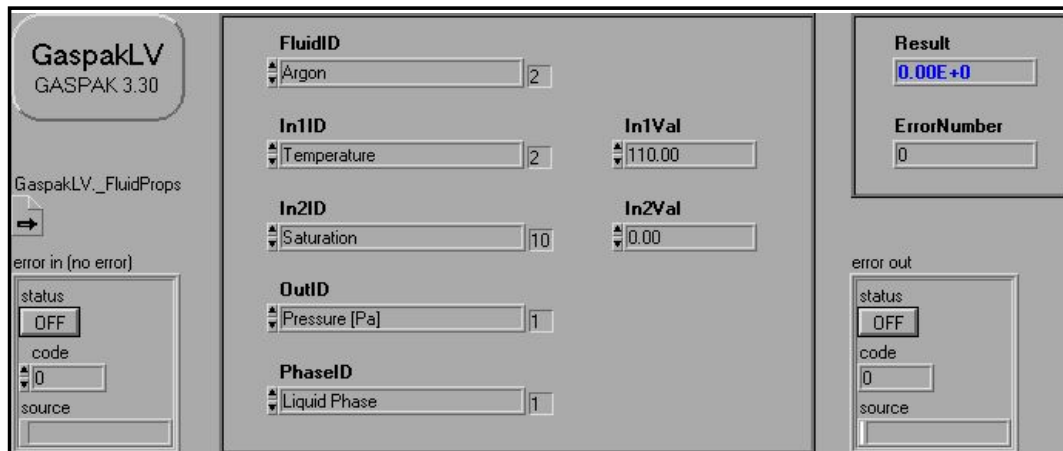 GaspakLV
GASPAK 3.30
GaspakLV._FluidProps
error in (no error)
status
OFF
code
0
source
FluidID
Argon 2
In1ID In1Val
Temperature 2 110.00
In2ID In2Val
Saturation 10 0.00
OutID
Pressure [Pa] 1
PhaseID
Liquid Phase 1
Result
0.00E+0
ErrorNumber
0
error out
status
OFF
code
0
source